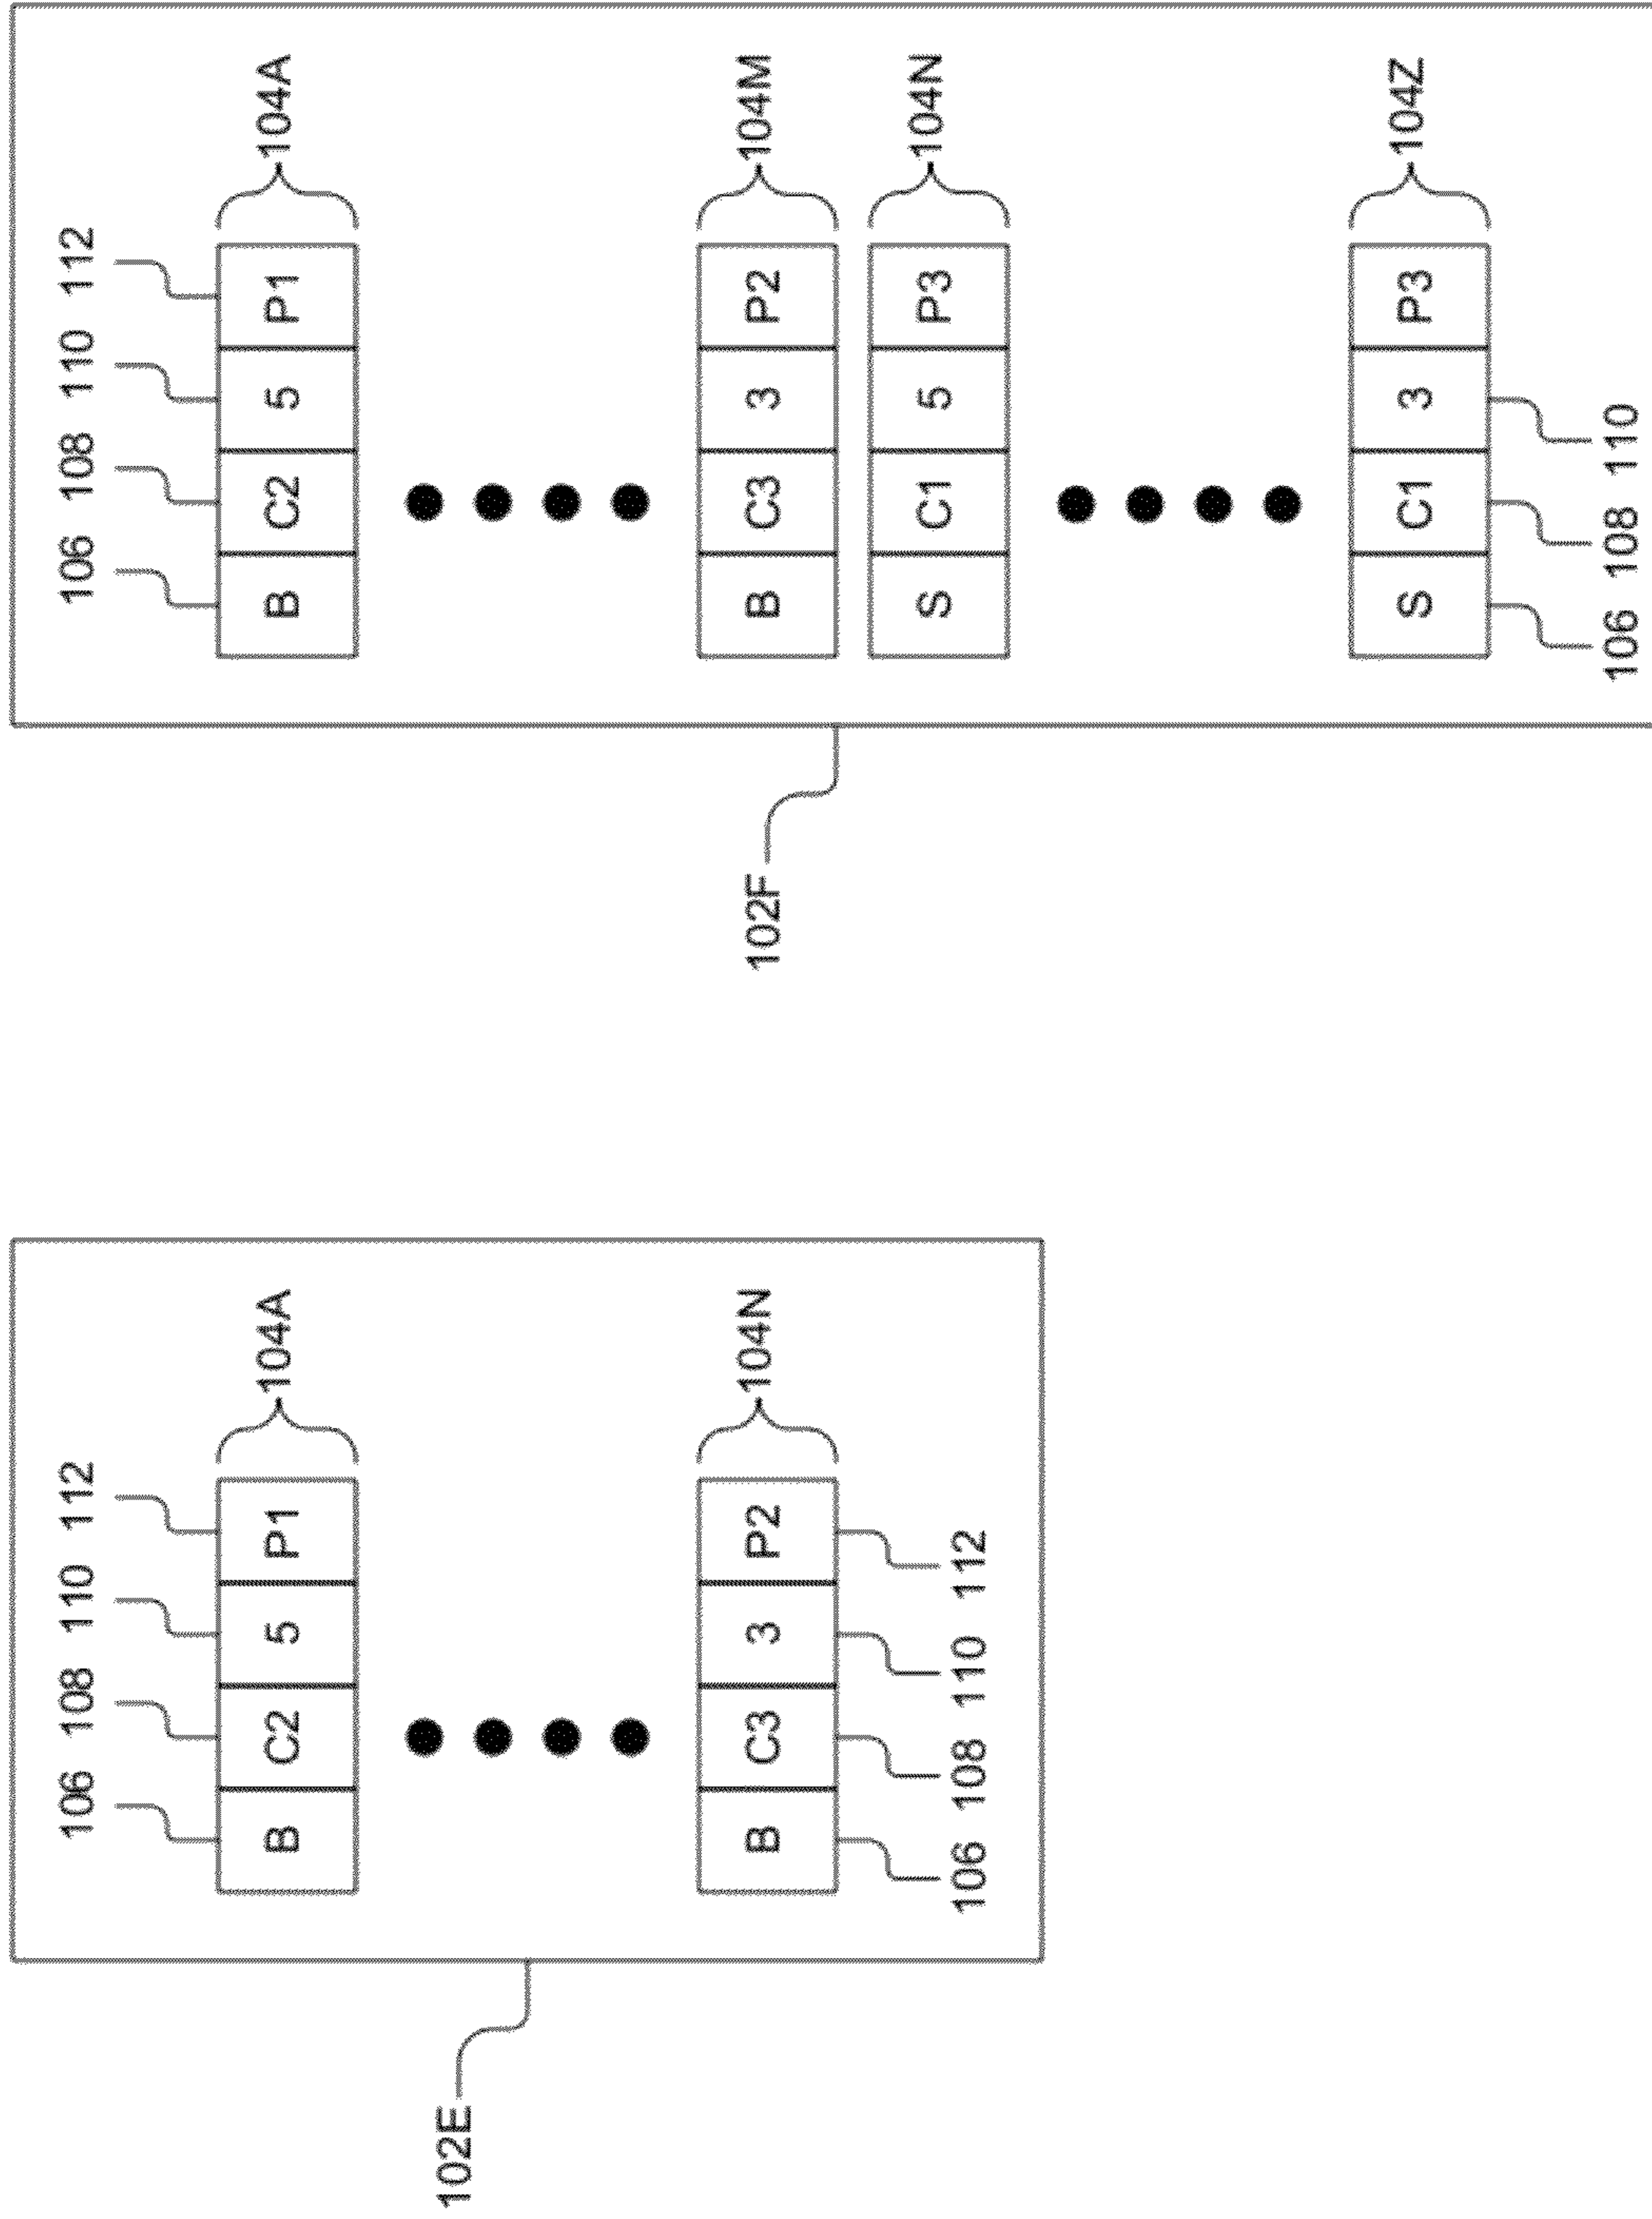 106 108 110 112
B C2 5 P1 104A
102E
B C3 3 P2 104N
106 108 110 112
106 108 110 112
B C2 5 P1 104A
102F
B C3 3 P2 104M
S C1 5 P3 104N
S C1 3 P3 104Z
106 108 110